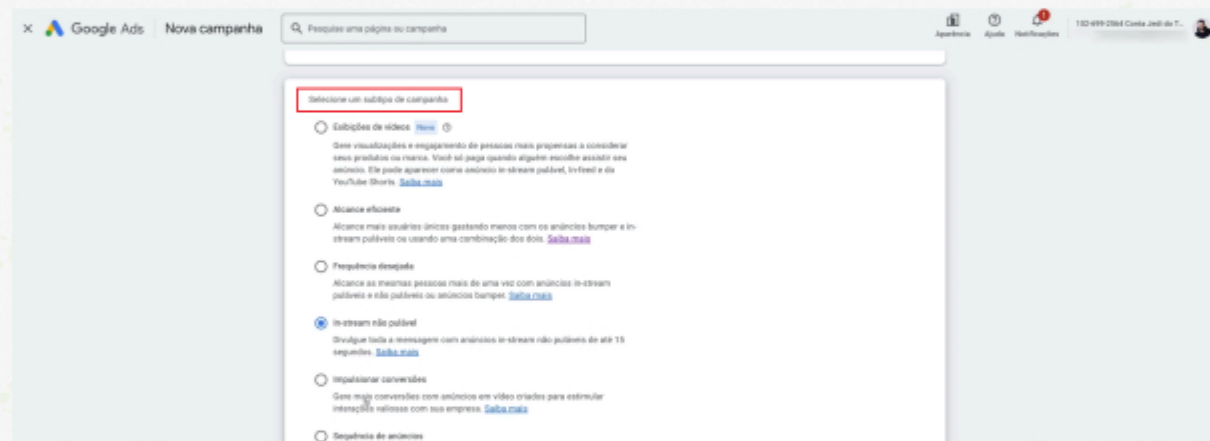 Google Ads
Nova campanha
Pesquise uma página ou campanha
Aparência
Ajuda
Notificações
Conta Jedi de T...
Selecione um subtipo de campanha
Exibições de vídeos Novo
Gere visualizações e engajamento de pessoas mais propensas a considerar
seus produtos ou marca. Você só paga quando alguém escolhe assistir seu
anúncio. Ele pode aparecer como anúncio in-stream pulável, In-feed e do
YouTube Shorts. Saiba mais
Alcance eficiente
Alcance mais usuários únicos gastando menos com os anúncios bumper e in-
stream puláveis ou usando uma combinação dos dois. Saiba mais
Frequência desejada
Alcance as mesmas pessoas mais de uma vez com anúncios in-stream
puláveis e não puláveis ou anúncios bumper. Saiba mais
In-stream não pulável
Divulgue toda a mensagem com anúncios in-stream não puláveis de até 15
segundos. Saiba mais
Impulsionar conversões
Gere mais conversões com anúncios em vídeo criados para estimular
interações valiosas com sua empresa. Saiba mais
Sequência de anúncios